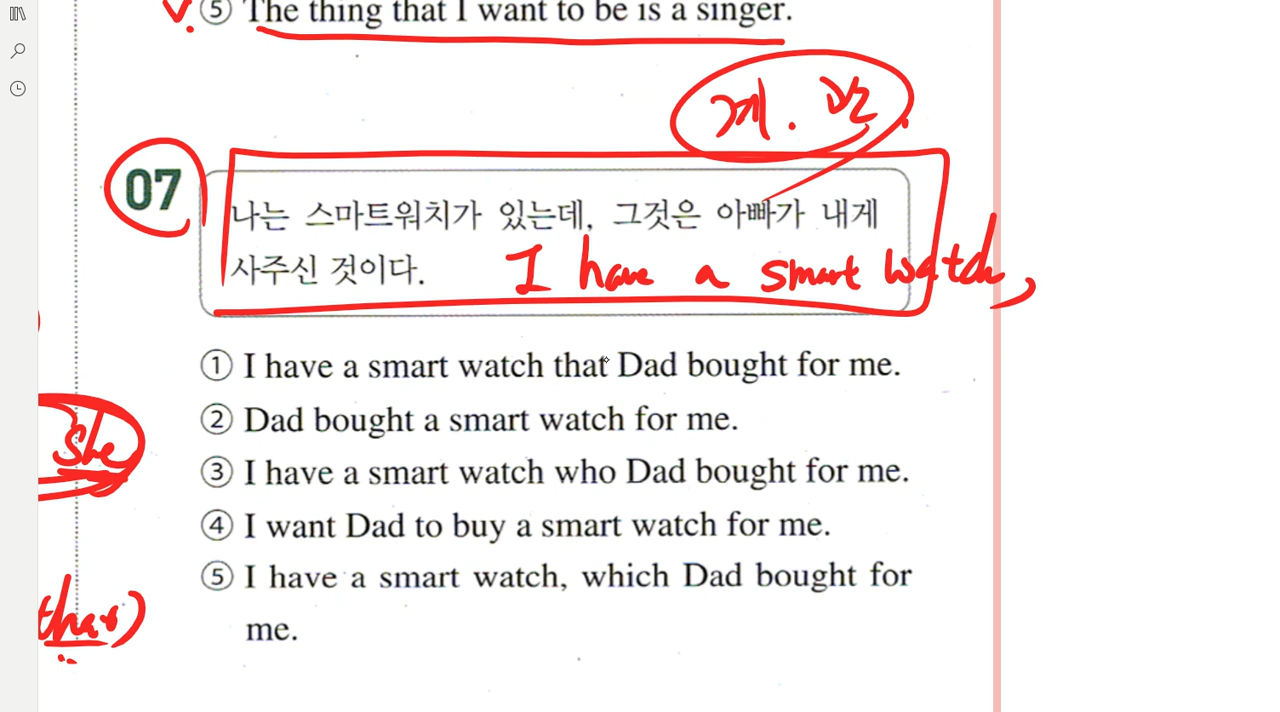 ⑤ The thing that I want to be is a singer.
계. 만
07
나는 스마트워치가 있는데, 그것은 아빠가 내게
사주신 것이다. I have a smart watch,
① I have a smart watch that Dad bought for me.
② Dad bought a smart watch for me.
she
③ I have a smart watch who Dad bought for me.
④ I want Dad to buy a smart watch for me.
⑤ I have a smart watch, which Dad bought for
that)
me.